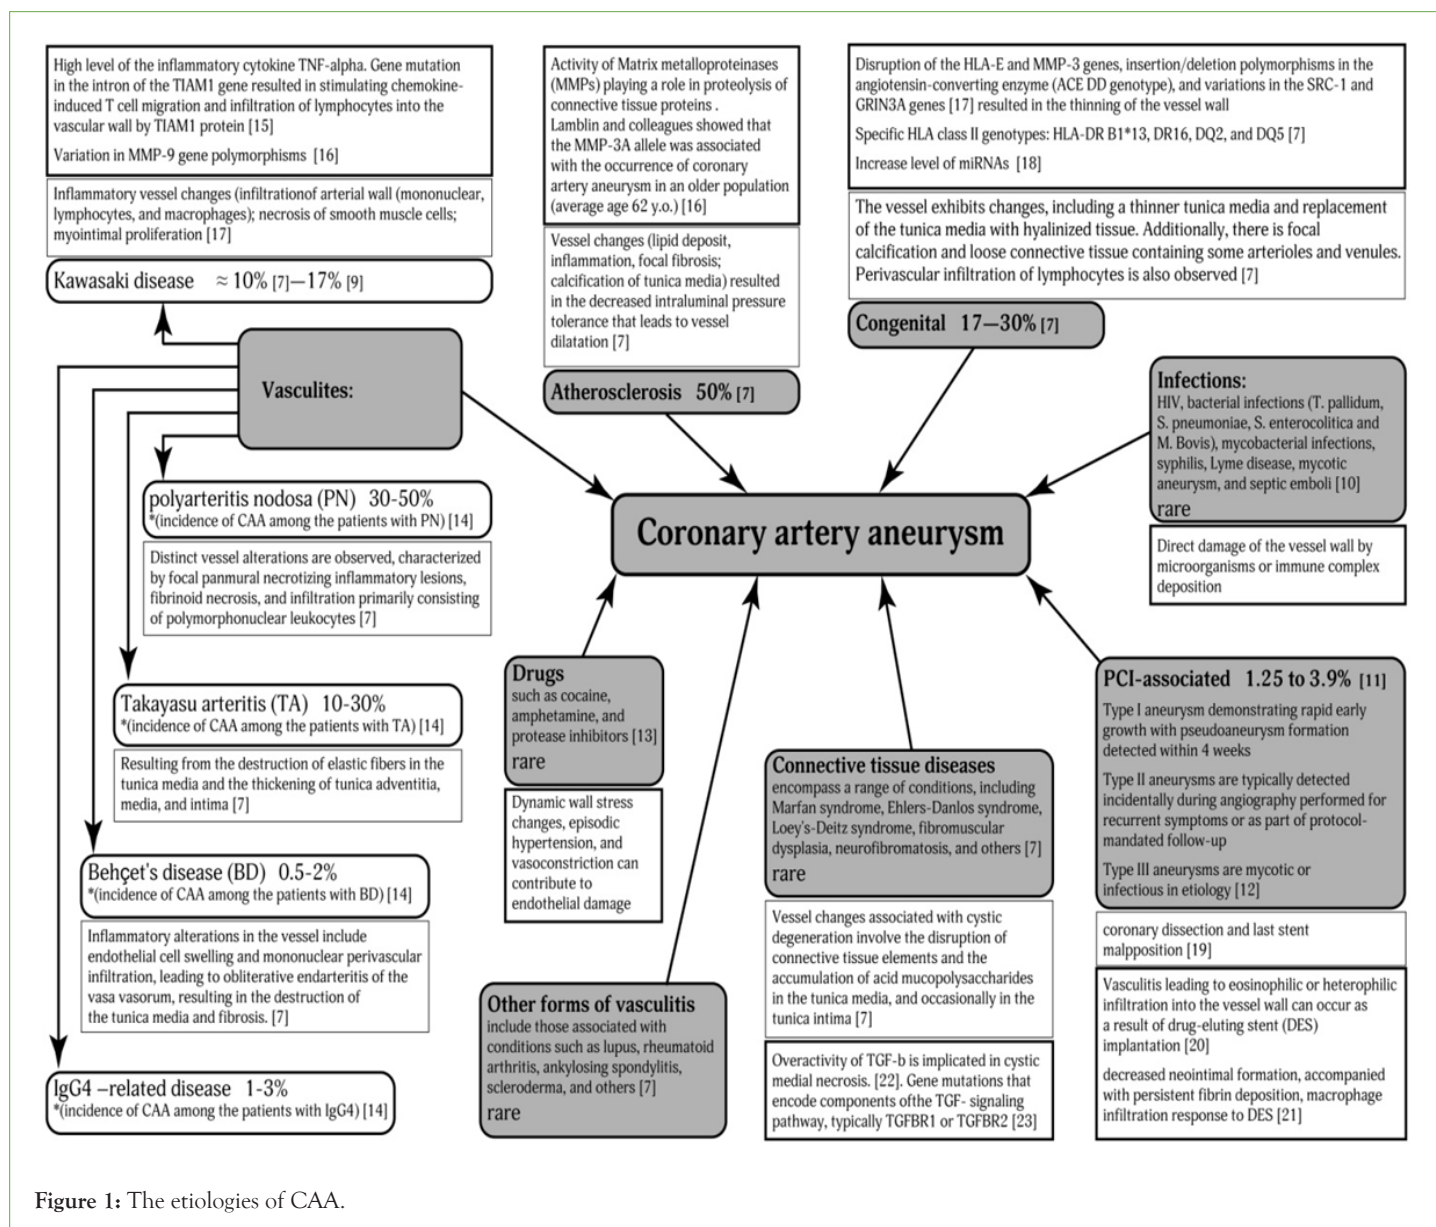 High level of the inflammatory cytokine TNF-alpha. Gene mutation
in the intron of the TIAM1 gene resulted in stimulating chemokine-
induced T cell migration and infiltration of lymphocytes into the
vascular wall by TIAM1 protein [15]
Variation in MMP-9 gene polymorphisms [16]
Inflammatory vessel changes (infiltrationof arterial wall (mononuclear,
lymphocytes, and macrophages); necrosis of smooth muscle cells;
myointimal proliferation [17]
Kawasaki disease ≈ 10% [7]—17% [9]
Activity of Matrix metalloproteinases
(MMPs) playing a role in proteolysis of
connective tissue proteins .
Lamblin and colleagues showed that
the MMP-3A allele was associated
with the occurrence of coronary
artery aneurysm in an older population
(average age 62 y.o.) [16]
Vessel changes (lipid deposit,
inflammation, focal fibrosis;
calcification of tunica media) resulted
in the decreased intraluminal pressure
tolerance that leads to vessel
dilatation [7]
Atherosclerosis 50% [7]
Disruption of the HLA-E and MMP-3 genes, insertion/deletion polymorphisms in the
angiotensin-converting enzyme (ACE DD genotype), and variations in the SRC-1 and
GRIN3A genes [17] resulted in the thinning of the vessel wall
Specific HLA class II genotypes: HLA-DR B1*13, DR16, DQ2, and DQ5 [7]
Increase level of miRNAs [18]
The vessel exhibits changes, including a thinner tunica media and replacement
of the tunica media with hyalinized tissue. Additionally, there is focal
calcification and loose connective tissue containing some arterioles and venules.
Perivascular infiltration of lymphocytes is also observed [7]
Congenital 17—30% [7]
Vasculites:
Infections:
HIV, bacterial infections (T. pallidum,
S. pneumoniae, S. enterocolitica and
M. Bovis), mycobacterial infections,
syphilis, Lyme disease, mycotic
aneurysm, and septic emboli [10]
rare
Direct damage of the vessel wall by
microorganisms or immune complex
deposition
Coronary artery aneurysm
polyarteritis nodosa (PN) 30-50%
*(incidence of CAA among the patients with PN) [14]
Distinct vessel alterations are observed, characterized
by focal panmural necrotizing inflammatory lesions,
fibrinoid necrosis, and infiltration primarily consisting
of polymorphonuclear leukocytes [7]
Takayasu arteritis (TA) 10-30%
*(incidence of CAA among the patients with TA) [14]
Resulting from the destruction of elastic fibers in the
tunica media and the thickening of tunica adventitia,
media, and intima [7]
Behçet's disease (BD) 0.5-2%
*(incidence of CAA among the patients with BD) [14]
Inflammatory alterations in the vessel include
endothelial cell swelling and mononuclear perivascular
infiltration, leading to obliterative endarteritis of the
vasa vasorum, resulting in the destruction of
the tunica media and fibrosis. [7]
IgG4 –related disease 1-3%
*(incidence of CAA among the patients with IgG4) [14]
Drugs
such as cocaine,
amphetamine, and
protease inhibitors [13]
rare
Dynamic wall stress
changes, episodic
hypertension, and
vasoconstriction can
contribute to
endothelial damage
Other forms of vasculitis
include those associated with
conditions such as lupus, rheumatoid
arthritis, ankylosing spondylitis,
scleroderma, and others [7]
rare
Connective tissue diseases
encompass a range of conditions, including
Marfan syndrome, Ehlers-Danlos syndrome,
Loey's-Deitz syndrome, fibromuscular
dysplasia, neurofibromatosis, and others [7]
rare
Vessel changes associated with cystic
degeneration involve the disruption of
connective tissue elements and the
accumulation of acid mucopolysaccharides
in the tunica media, and occasionally in the
tunica intima [7]
Overactivity of TGF-b is implicated in cystic
medial necrosis. [22]. Gene mutations that
encode components ofthe TGF- signaling
pathway, typically TGFBR1 or TGFBR2 [23]
PCI-associated 1.25 to 3.9% [11]
Type I aneurysm demonstrating rapid early
growth with pseudoaneurysm formation
detected within 4 weeks
Type II aneurysms are typically detected
incidentally during angiography performed for
recurrent symptoms or as part of protocol-
mandated follow-up
Type III aneurysms are mycotic or
infectious in etiology [12]
coronary dissection and last stent
malpposition [19]
Vasculitis leading to eosinophilic or heterophilic
infiltration into the vessel wall can occur as
a result of drug-eluting stent (DES)
implantation [20]
decreased neointimal formation, accompanied
with persistent fibrin deposition, macrophage
infiltration response to DES [21]
Figure 1: The etiologies of CAA.